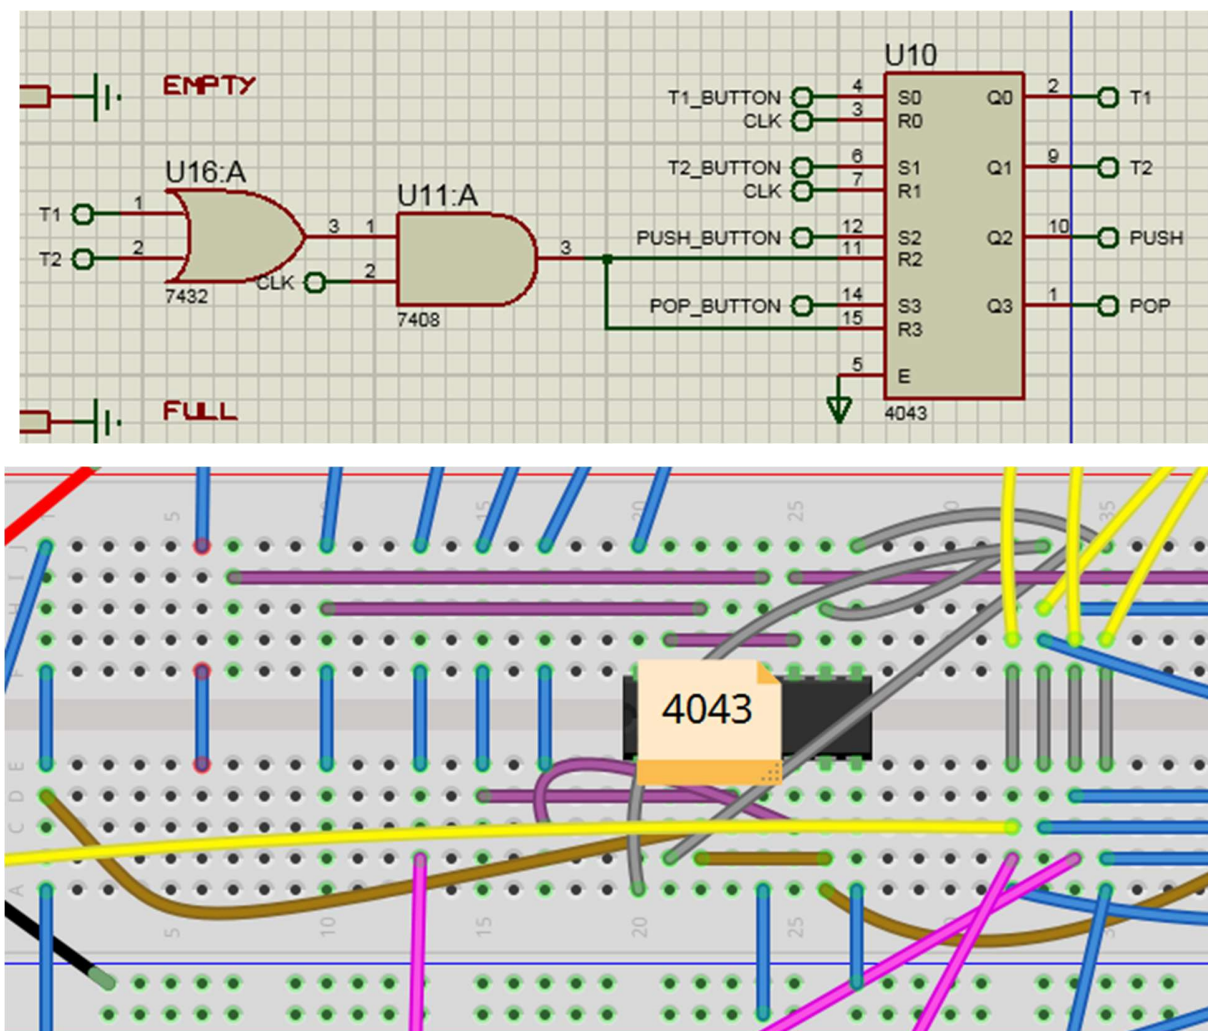 U10
EMPTY
T1_BUTTON 4 S0 Q0 2 T1
CLK 3 R0
U16:A
T2_BUTTON 6 S1 Q1 9 T2
CLK 7 R1
U11:A
T1 1
3 1
PUSH_BUTTON 12 S2 Q2 10 PUSH
11 R2
T2 2
3
CLK 2
7432
POP_BUTTON 14 S3 Q3 1 POP
15 R3
7408
5 E
FULL
4043
1 5 10 15 20 25 30 35
J
I
H
F
4043
E
D
C
A
5 10 15 20 25